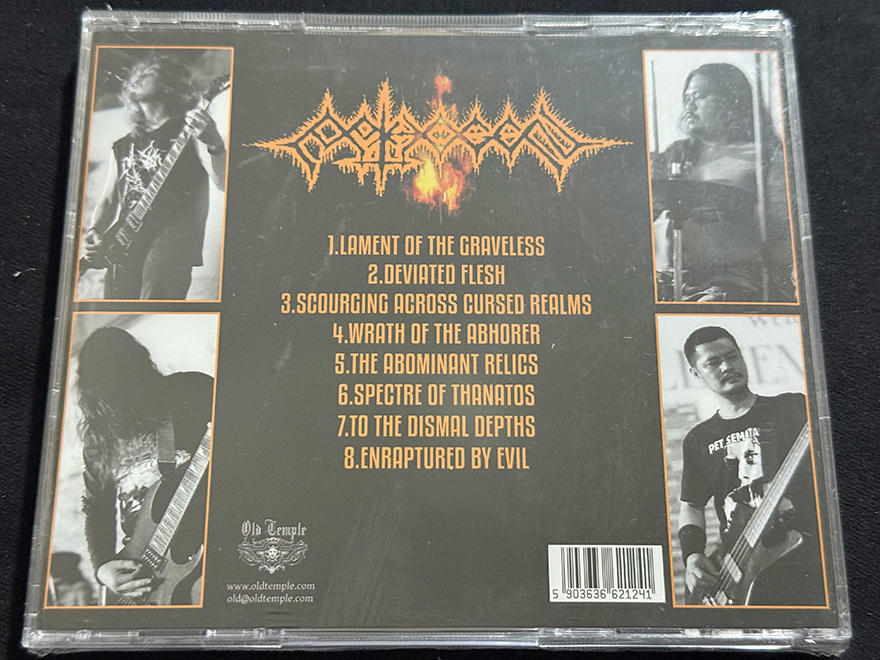 1.LAMENT OF THE GRAVELESS
2.DEVIATED FLESH
3.SCOURGING ACROSS CURSED REALMS
4.WRATH OF THE ABHORER
5.THE ABOMINANT RELICS
6.SPECTRE OF THANATOS
7.TO THE DISMAL DEPTHS
8.ENRAPTURED BY EVIL
PET SEMATA
Old Temple
www.oldtemple.com
old@oldtemple.com
5 903636 621241